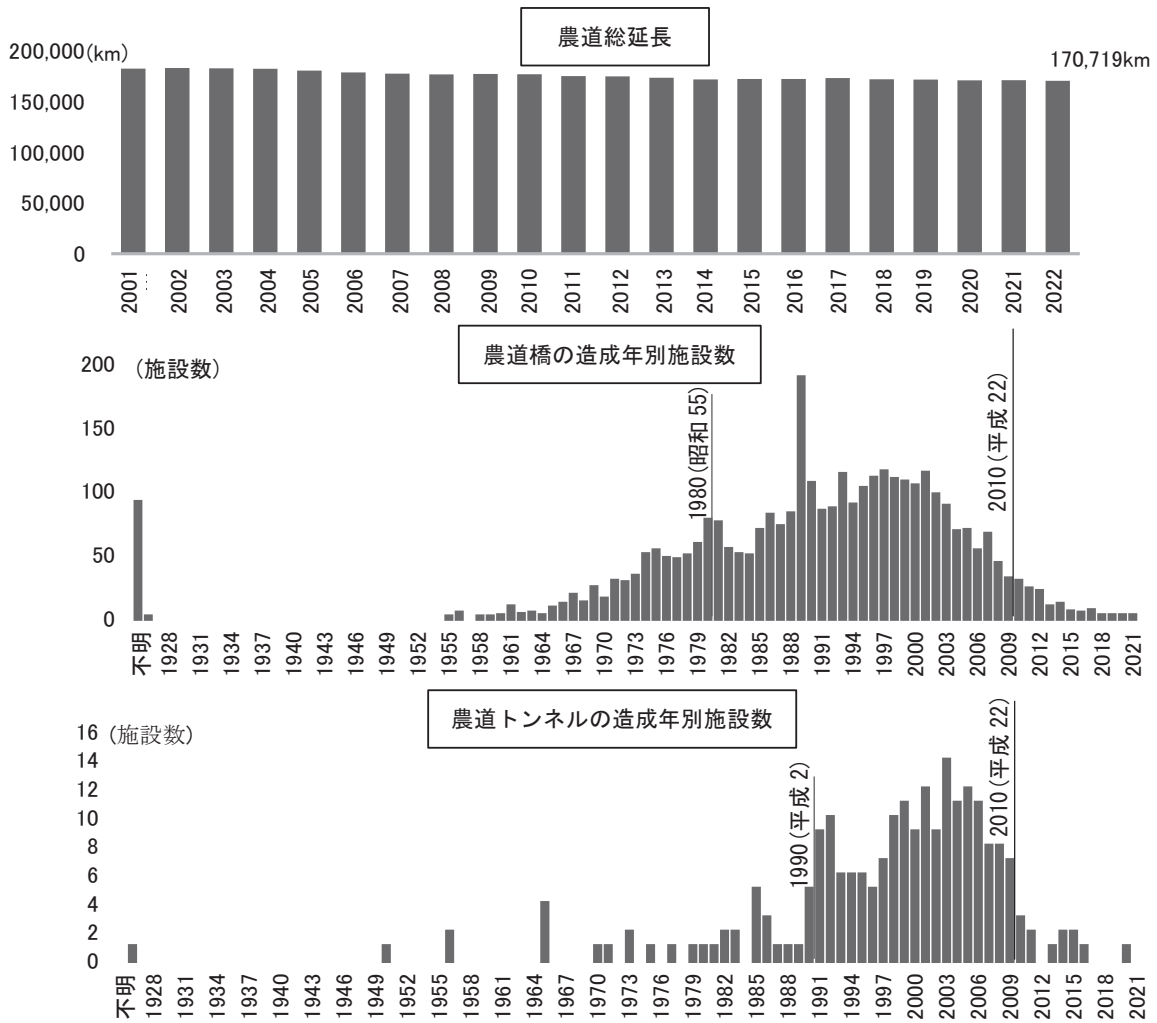 農道総延長
200,000(km)
170,719km
150,000
100,000
50,000
0
2001 2002 2003 2004 2005 2006 2007 2008 2009 2010 2011 2012 2013 2014 2015 2016 2017 2018 2019 2020 2021 2022
農道橋の造成年別施設数
200 (施設数)
150
100
50
0
1980(昭和 55)
2010(平成 22)
不明 1928 1931 1934 1937 1940 1943 1946 1949 1952 1955 1958 1961 1964 1967 1970 1973 1976 1979 1982 1985 1988 1991 1994 1997 2000 2003 2006 2009 2012 2015 2018 2021
農道トンネルの造成年別施設数
16 (施設数)
14
12
10
8
6
4
2
0
1990(平成 2)
2010(平成 22)
不明 1928 1931 1934 1937 1940 1943 1946 1949 1952 1955 1958 1961 1964 1967 1970 1973 1976 1979 1982 1985 1988 1991 1994 1997 2000 2003 2006 2009 2012 2015 2018 2021